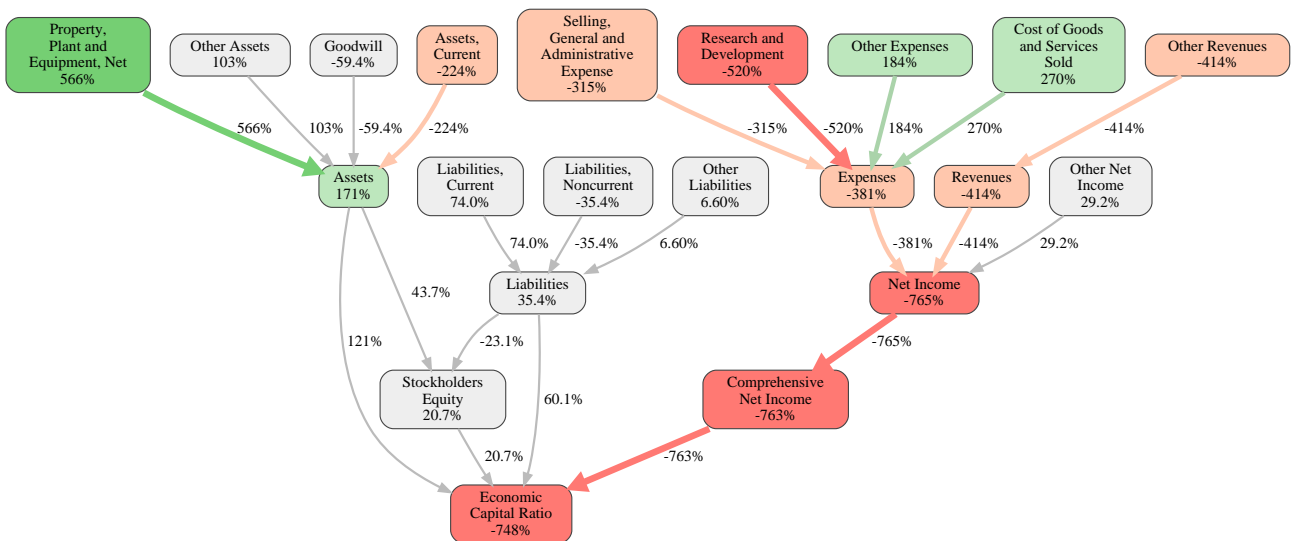 Property,
Plant and
Equipment, Net
566%
Other Assets
103%
Goodwill
-59.4%
Assets,
Current
-224%
Selling,
General and
Administrative
Expense
-315%
Research and
Development
-520%
Other Expenses
184%
Cost of Goods
and Services
Sold
270%
Other Revenues
-414%
566%
103%
-59.4%
-224%
-315%
-520%
184%
270%
-414%
Assets
171%
Liabilities,
Current
74.0%
Liabilities,
Noncurrent
-35.4%
Other
Liabilities
6.60%
Expenses
-381%
Revenues
-414%
Other Net
Income
29.2%
74.0%
-35.4%
6.60%
-381%
-414%
29.2%
43.7%
Liabilities
35.4%
Net Income
-765%
121%
-23.1%
-765%
Stockholders
Equity
20.7%
60.1%
Comprehensive
Net Income
-763%
20.7%
-763%
Economic
Capital Ratio
-748%